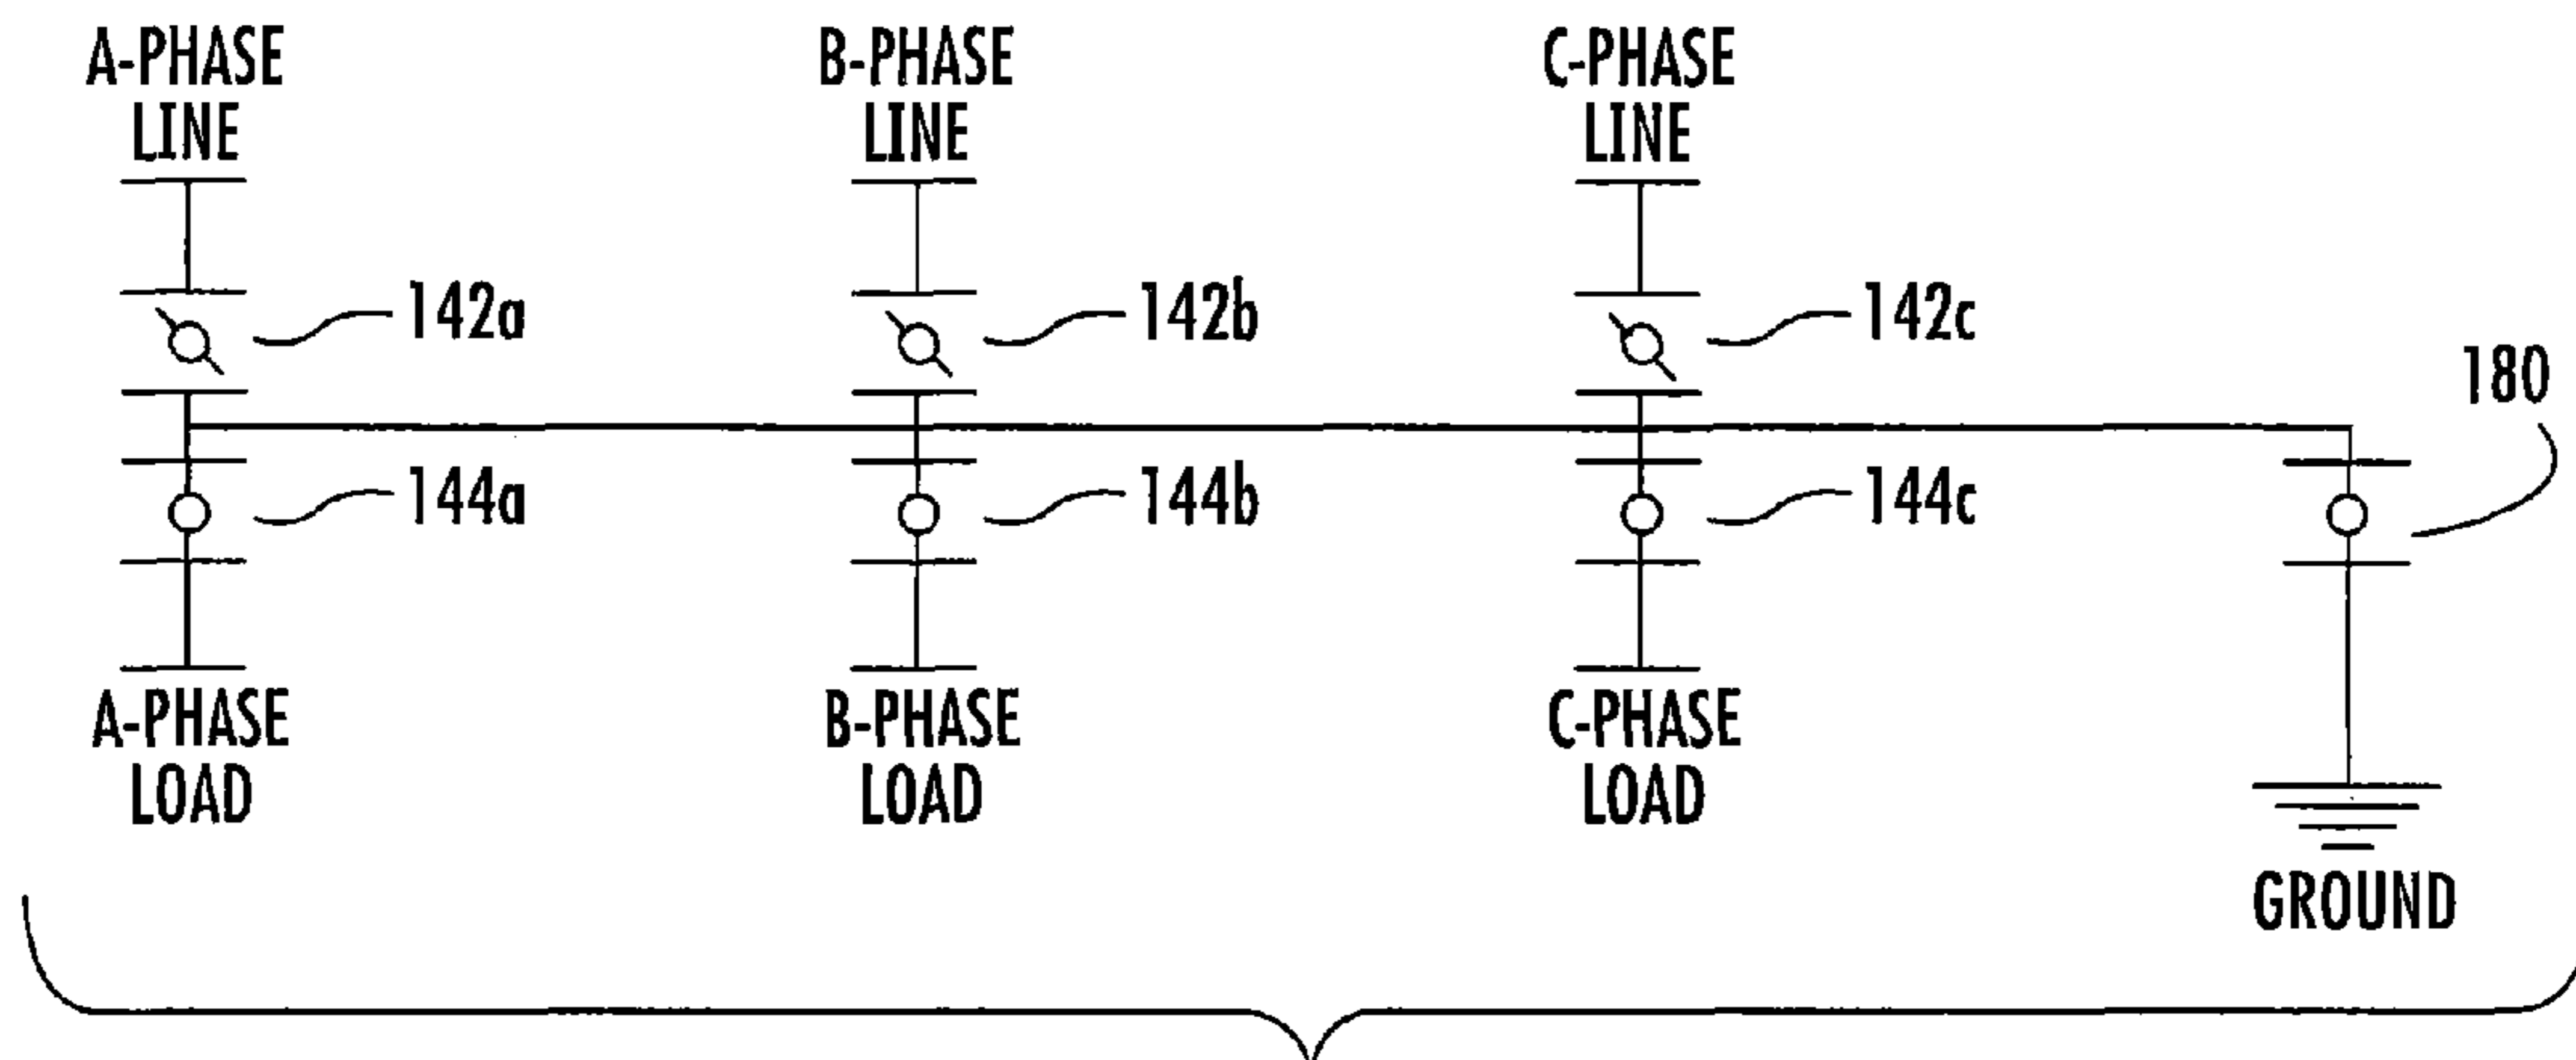 A-PHASE
LINE
B-PHASE
LINE
C-PHASE
LINE
142a
142b
142c
180
144a
144b
144c
A-PHASE
LOAD
B-PHASE
LOAD
C-PHASE
LOAD
GROUND